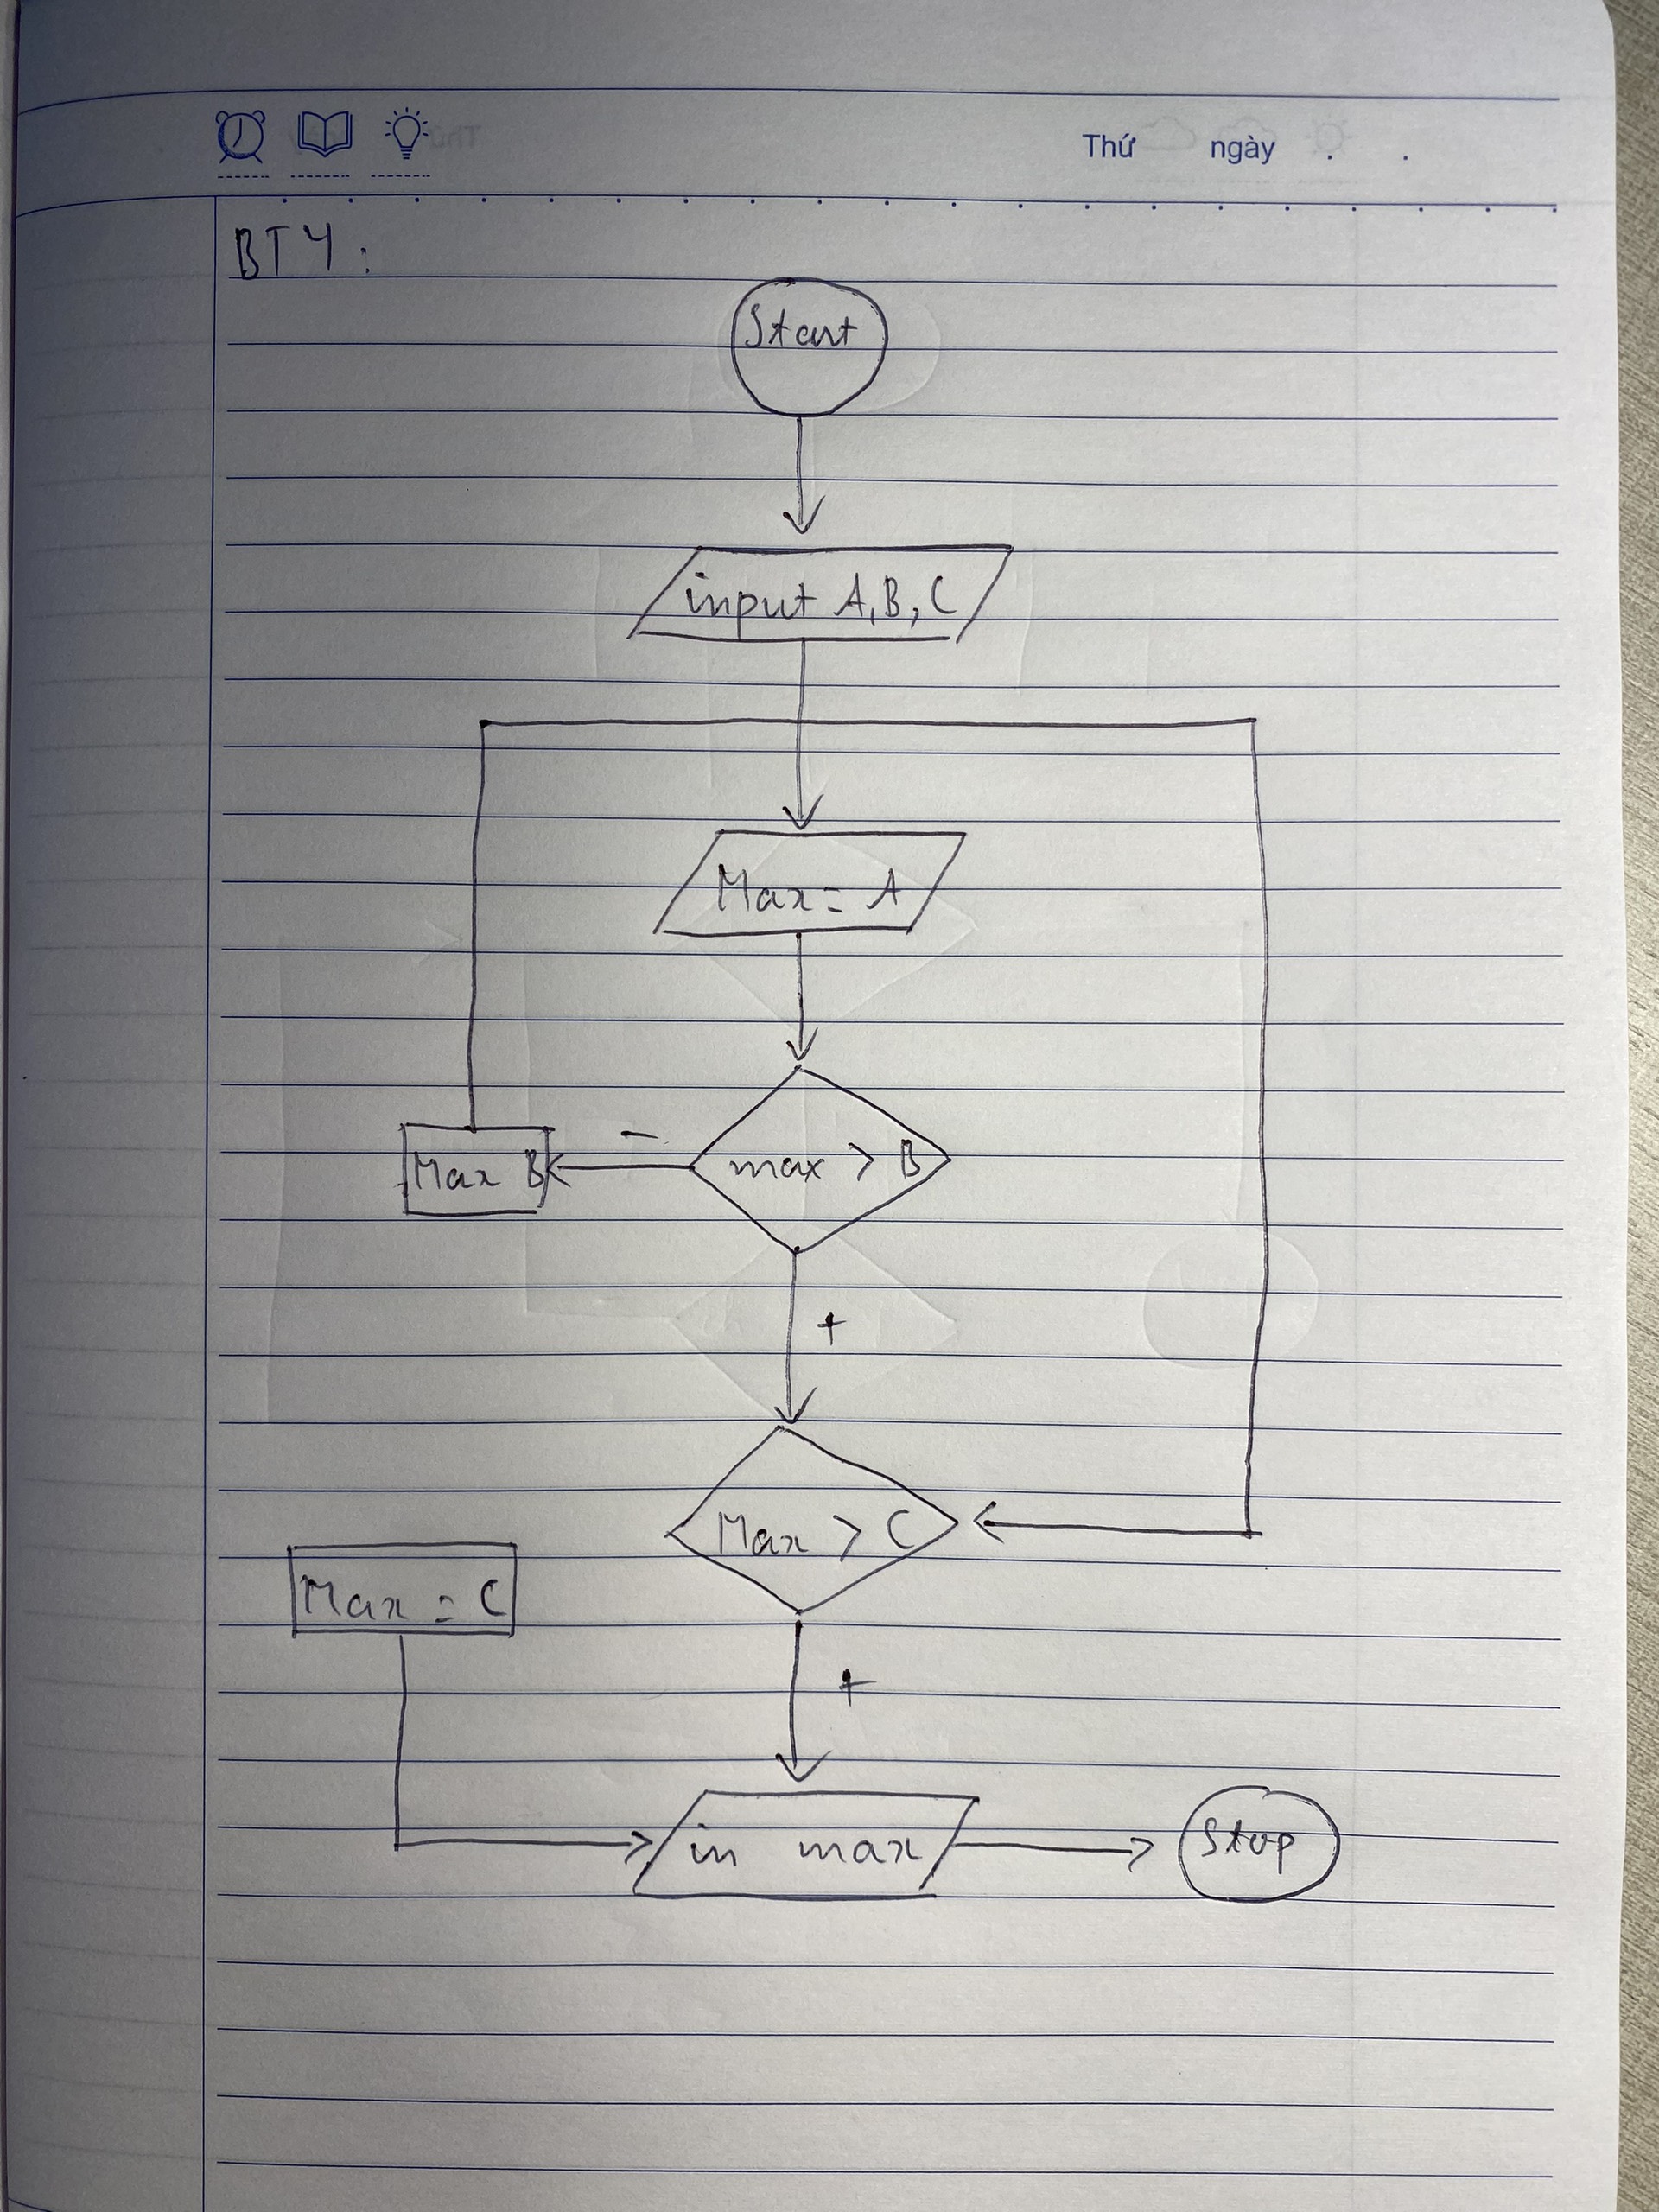 Thứ ngày . .
BT4:
Start
input A, B, C
Max = A
max > B
-
Max B
+
Max > C
Max = C
+
in max
Stop